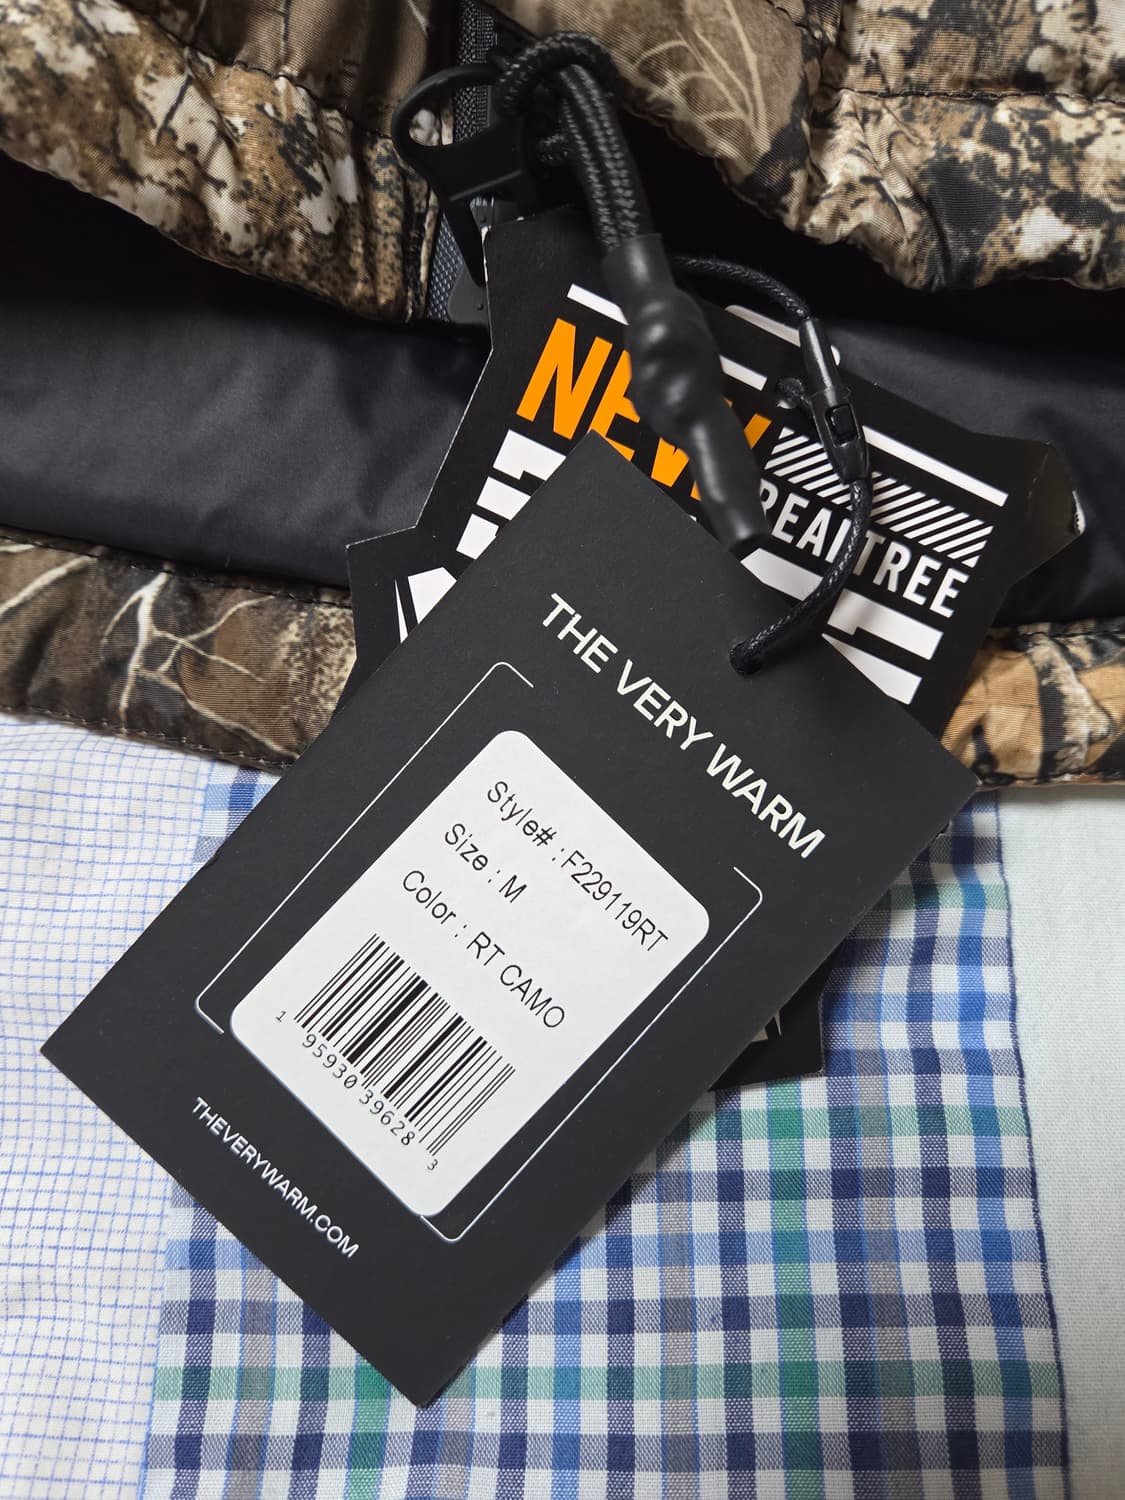 NEW
REALTREE
THE VERY WARM
Style# : F229119RT
Size : M
Color : RT CAMO
1 95930 39628 3
THEVERYWARM.COM